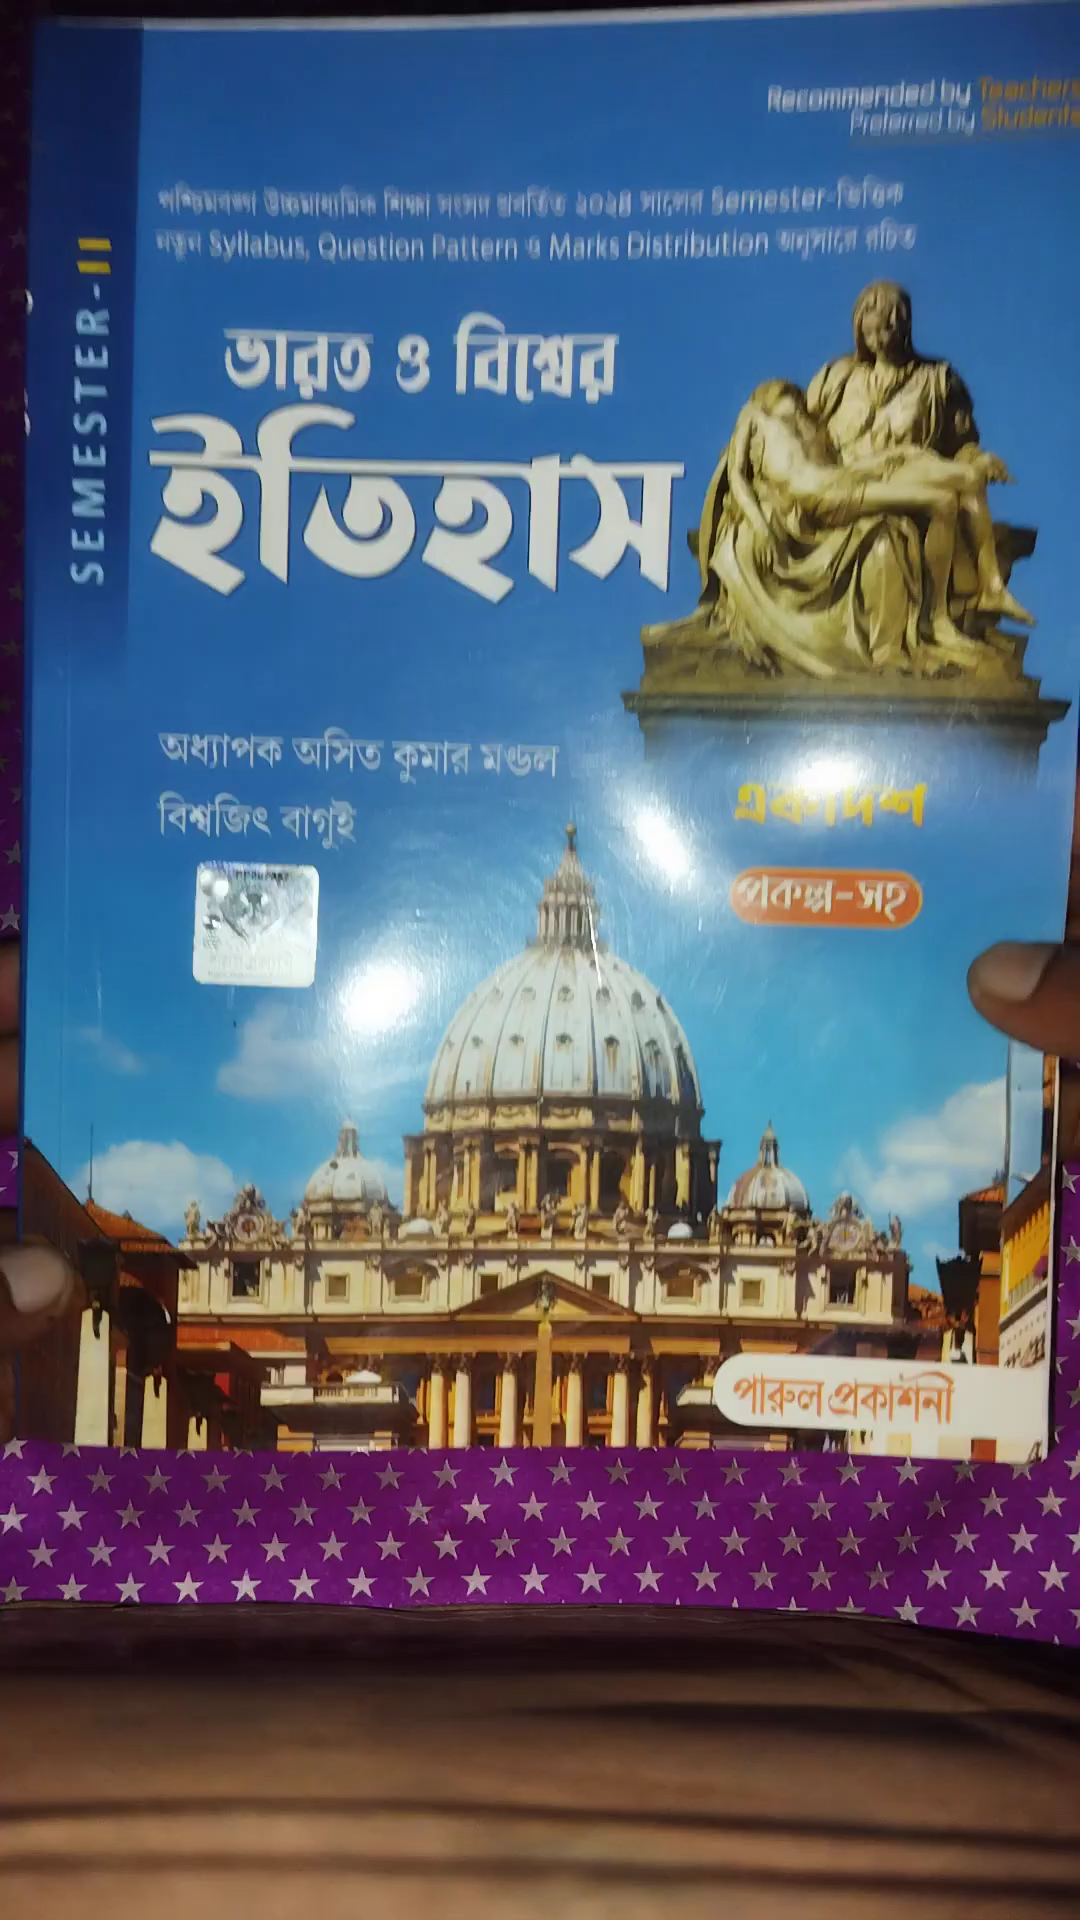 Recommended by Teachers
Preferred by Students
পশ্চিমবঙ্গ উচ্চমাধ্যমিক শিক্ষা সংসদ প্রবর্তিত ২০২৪ সালের Semester-ভিত্তিক
নতুন Syllabus, Question Pattern ও Marks Distribution অনুসারে রচিত
SEMESTER-II
ভারত ও বিশ্বের
ইতিহাস
অধ্যাপক অসিত কুমার মণ্ডল
বিশ্বজিৎ বাগুই
একাদশ
প্রকল্প-সহ
পারুল প্রকাশনী